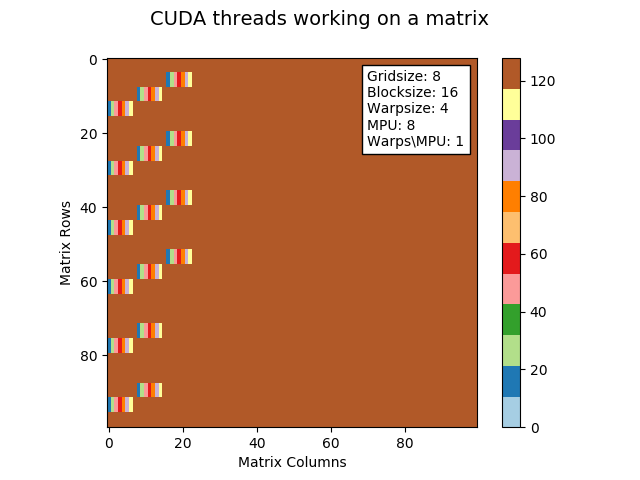 CUDA threads working on a matrix
Gridsize: 8
Blocksize: 16
Warpsize: 4
MPU: 8
Warps\MPU: 1
0
20
40
60
80
Matrix Rows
0
20
40
60
80
Matrix Columns
120
100
80
60
40
20
0